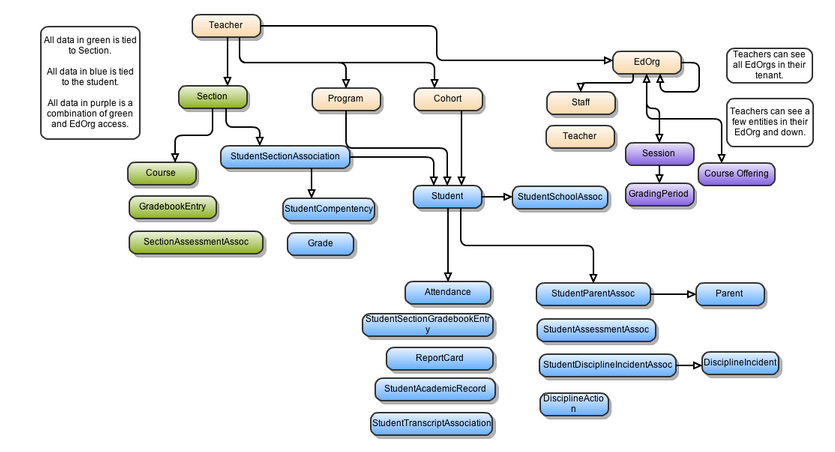 Teacher
All data in green is tied
to Section.
All data in blue is tied
to the student.
All data in purple is a
combination of green
and EdOrg access.
EdOrg
Teachers can see
all EdOrgs in their
tenant.
Section
Program
Cohort
Staff
Teachers can see a
few entities in their
EdOrg and down.
Teacher
StudentSectionAssociation
Session
Course
Course Offering
Student
StudentSchoolAssoc
GradingPeriod
GradebookEntry
StudentCompentency
SectionAssessmentAssoc
Grade
Attendance
StudentParentAssoc
Parent
StudentSectionGradebookEntr
y
StudentAssessmentAssoc
ReportCard
StudentDisciplineIncidentAssoc
DisciplineIncident
StudentAcademicRecord
DisciplineActio
n
StudentTranscriptAssociation